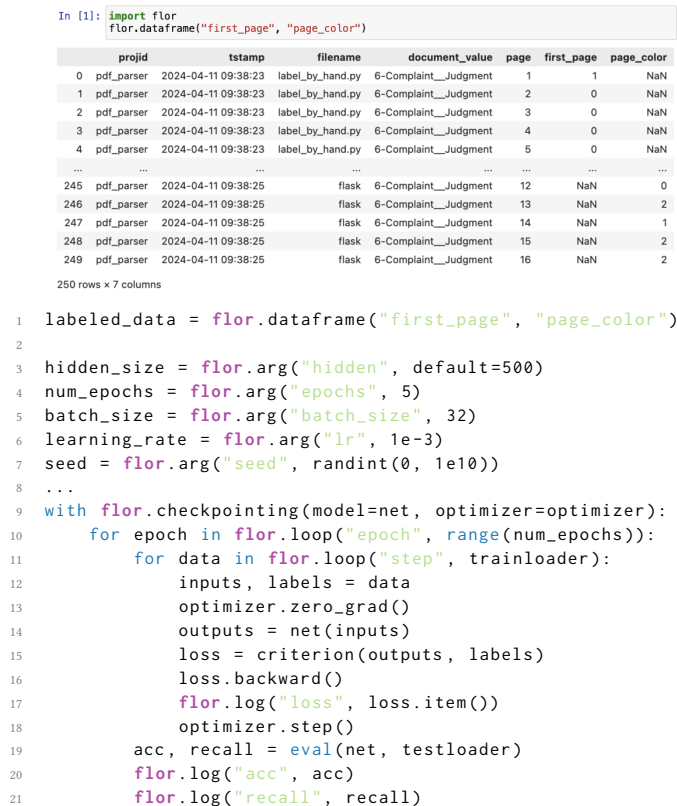 In [1]: import flor
flor.dataframe("first_page", "page_color")
projid tstamp filename document_value page first_page page_color
0 pdf_parser 2024-04-11 09:38:23 label_by_hand.py 6-Complaint__Judgment 1 1 NaN
1 pdf_parser 2024-04-11 09:38:23 label_by_hand.py 6-Complaint__Judgment 2 0 NaN
2 pdf_parser 2024-04-11 09:38:23 label_by_hand.py 6-Complaint__Judgment 3 0 NaN
3 pdf_parser 2024-04-11 09:38:23 label_by_hand.py 6-Complaint__Judgment 4 0 NaN
4 pdf_parser 2024-04-11 09:38:23 label_by_hand.py 6-Complaint__Judgment 5 0 NaN
... ... ... ... ... ... ... ...
245 pdf_parser 2024-04-11 09:38:25 flask 6-Complaint__Judgment 12 NaN 0
246 pdf_parser 2024-04-11 09:38:25 flask 6-Complaint__Judgment 13 NaN 2
247 pdf_parser 2024-04-11 09:38:25 flask 6-Complaint__Judgment 14 NaN 1
248 pdf_parser 2024-04-11 09:38:25 flask 6-Complaint__Judgment 15 NaN 2
249 pdf_parser 2024-04-11 09:38:25 flask 6-Complaint__Judgment 16 NaN 2
250 rows × 7 columns
1 labeled_data = flor.dataframe("first_page", "page_color")
2
3 hidden_size = flor.arg("hidden", default=500)
4 num_epochs = flor.arg("epochs", 5)
5 batch_size = flor.arg("batch_size", 32)
6 learning_rate = flor.arg("lr", 1e-3)
7 seed = flor.arg("seed", randint(0, 1e10))
8 ...
9 with flor.checkpointing(model=net, optimizer=optimizer):
10     for epoch in flor.loop("epoch", range(num_epochs)):
11         for data in flor.loop("step", trainloader):
12             inputs, labels = data
13             optimizer.zero_grad()
14             outputs = net(inputs)
15             loss = criterion(outputs, labels)
16             loss.backward()
17             flor.log("loss", loss.item())
18             optimizer.step()
19         acc, recall = eval(net, testloader)
20         flor.log("acc", acc)
21         flor.log("recall", recall)